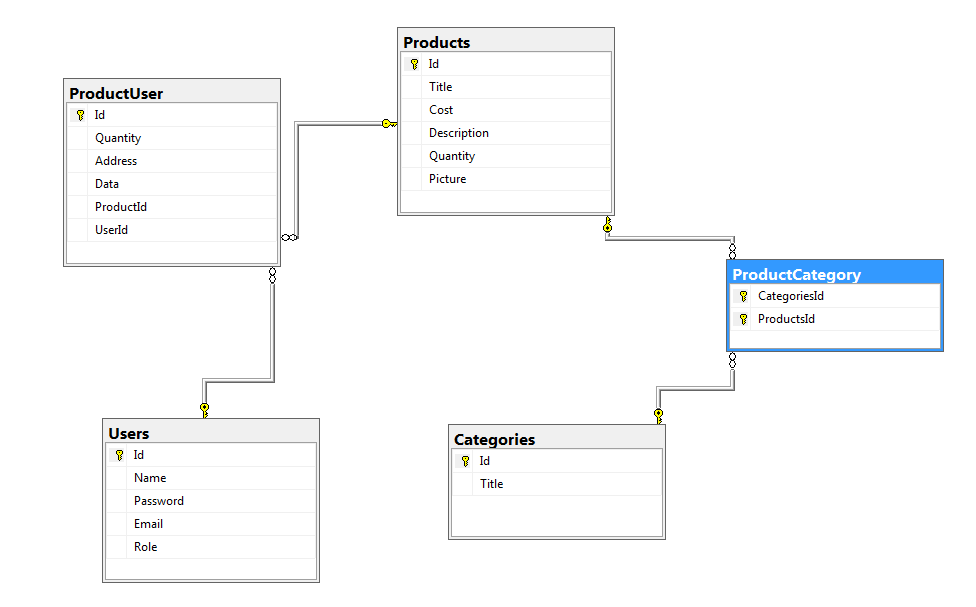 Products
Id
Title
Cost
Description
Quantity
Picture
ProductUser
Id
Quantity
Address
Data
ProductId
UserId
ProductCategory
CategoriesId
ProductsId
Users
Id
Name
Password
Email
Role
Categories
Id
Title